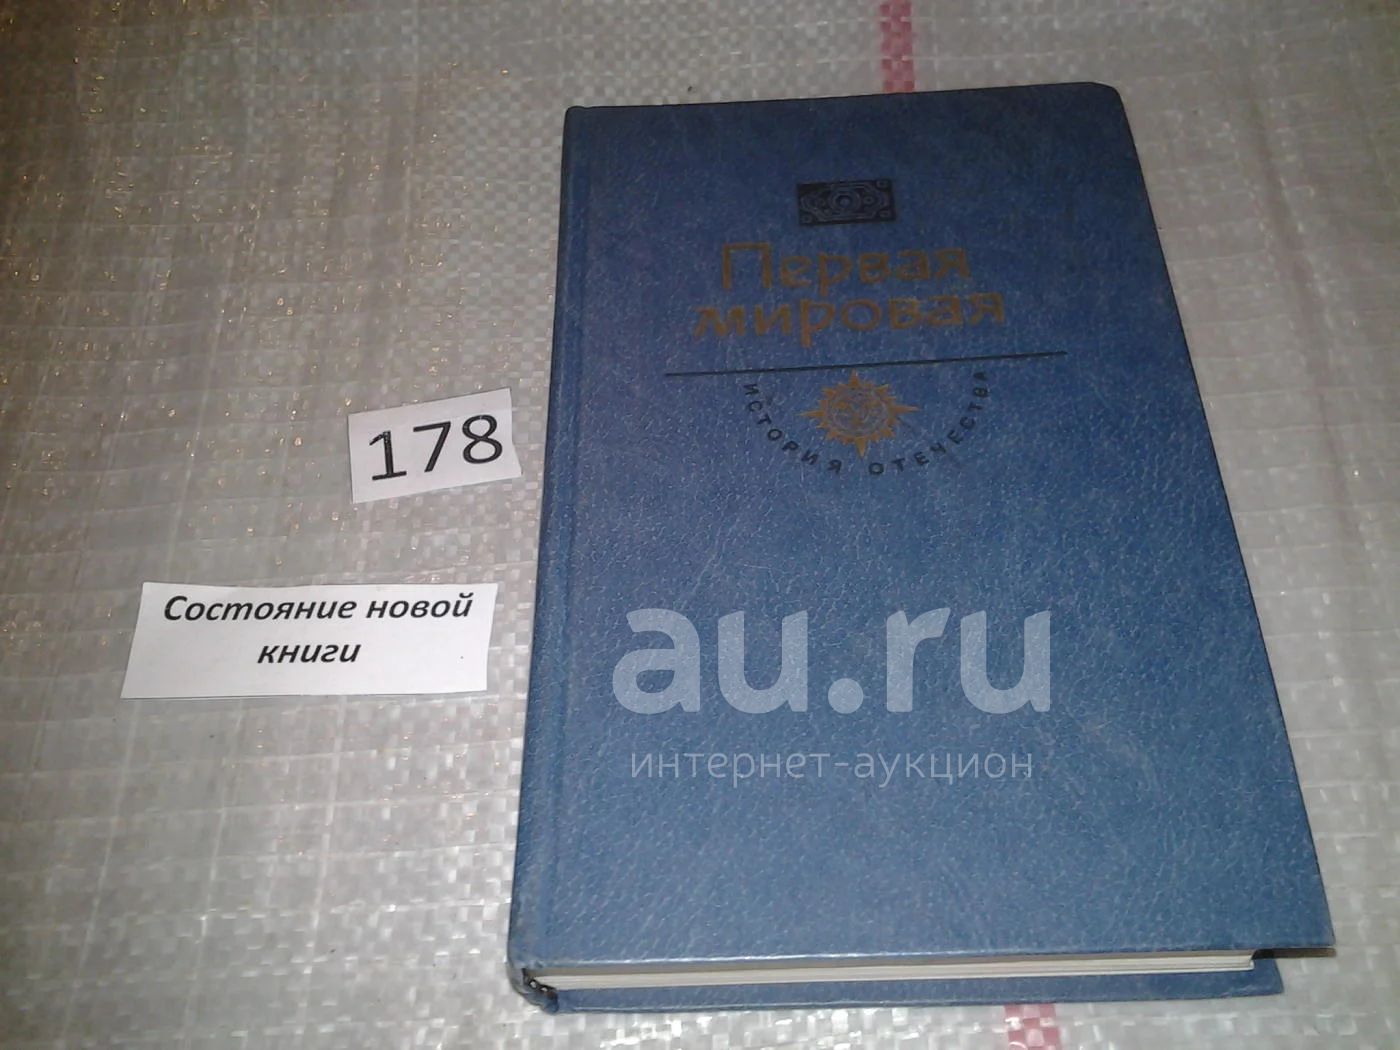 Первая
мировая
ИСТОРИЯ ОТЕЧЕСТВА
178
Состояние новой
книги
au.ru
интернет-аукцион